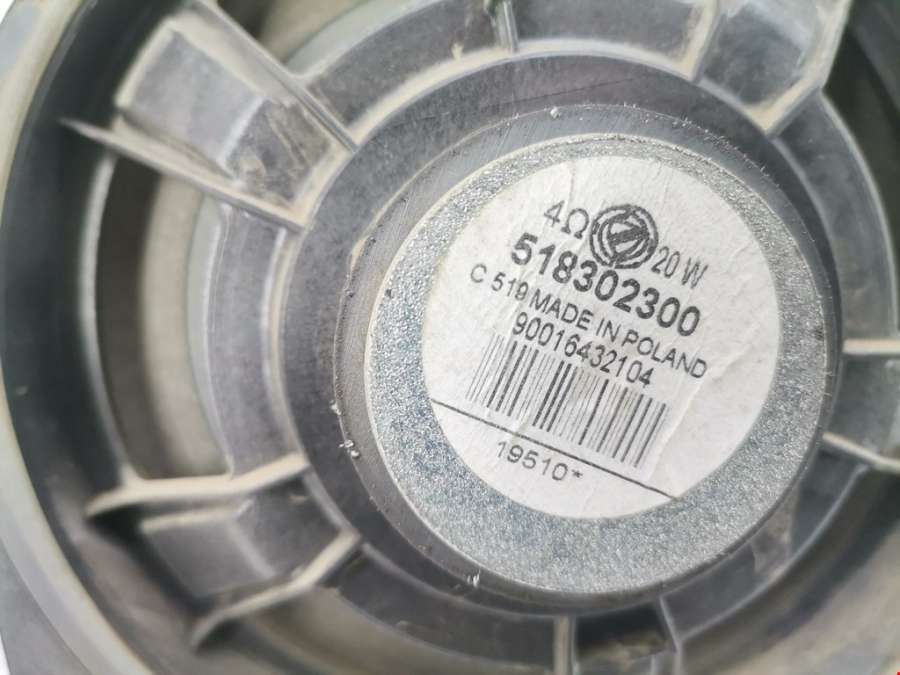 4Ω 20 W
518302300
C 519 MADE IN POLAND
90016432104
19510*